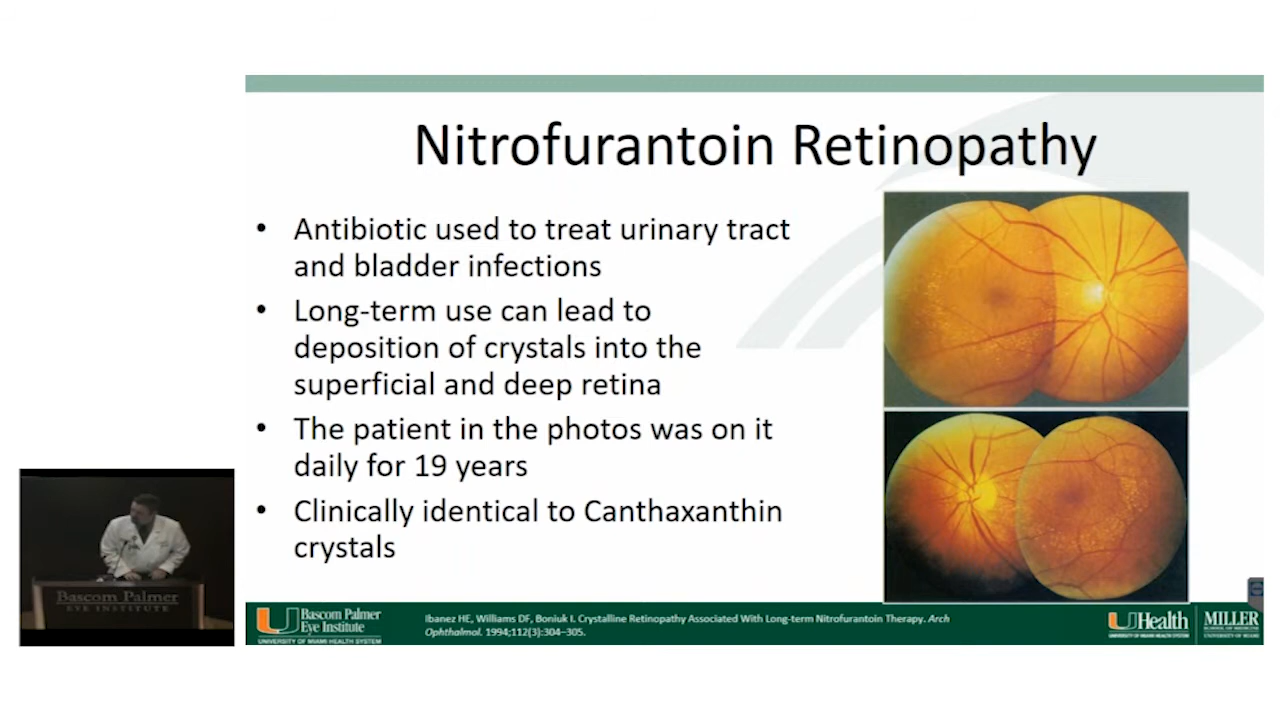 Nitrofurantoin Retinopathy
• Antibiotic used to treat urinary tract
and bladder infections
• Long-term use can lead to
deposition of crystals into the
superficial and deep retina
• The patient in the photos was on it
daily for 19 years
• Clinically identical to Canthaxanthin
crystals
Bascom Palmer
EYE INSTITUTE
Bascom Palmer
Eye Institute
UNIVERSITY OF MIAMI HEALTH SYSTEM
Ibanez HE, Williams DF, Boniuk I. Crystalline Retinopathy Associated With Long-term Nitrofurantoin Therapy. Arch
Ophthalmol. 1994;112(3):304–305.
UHealth
UNIVERSITY OF MIAMI HEALTH SYSTEM
MILLER
SCHOOL OF MEDICINE
UNIVERSITY OF MIAMI